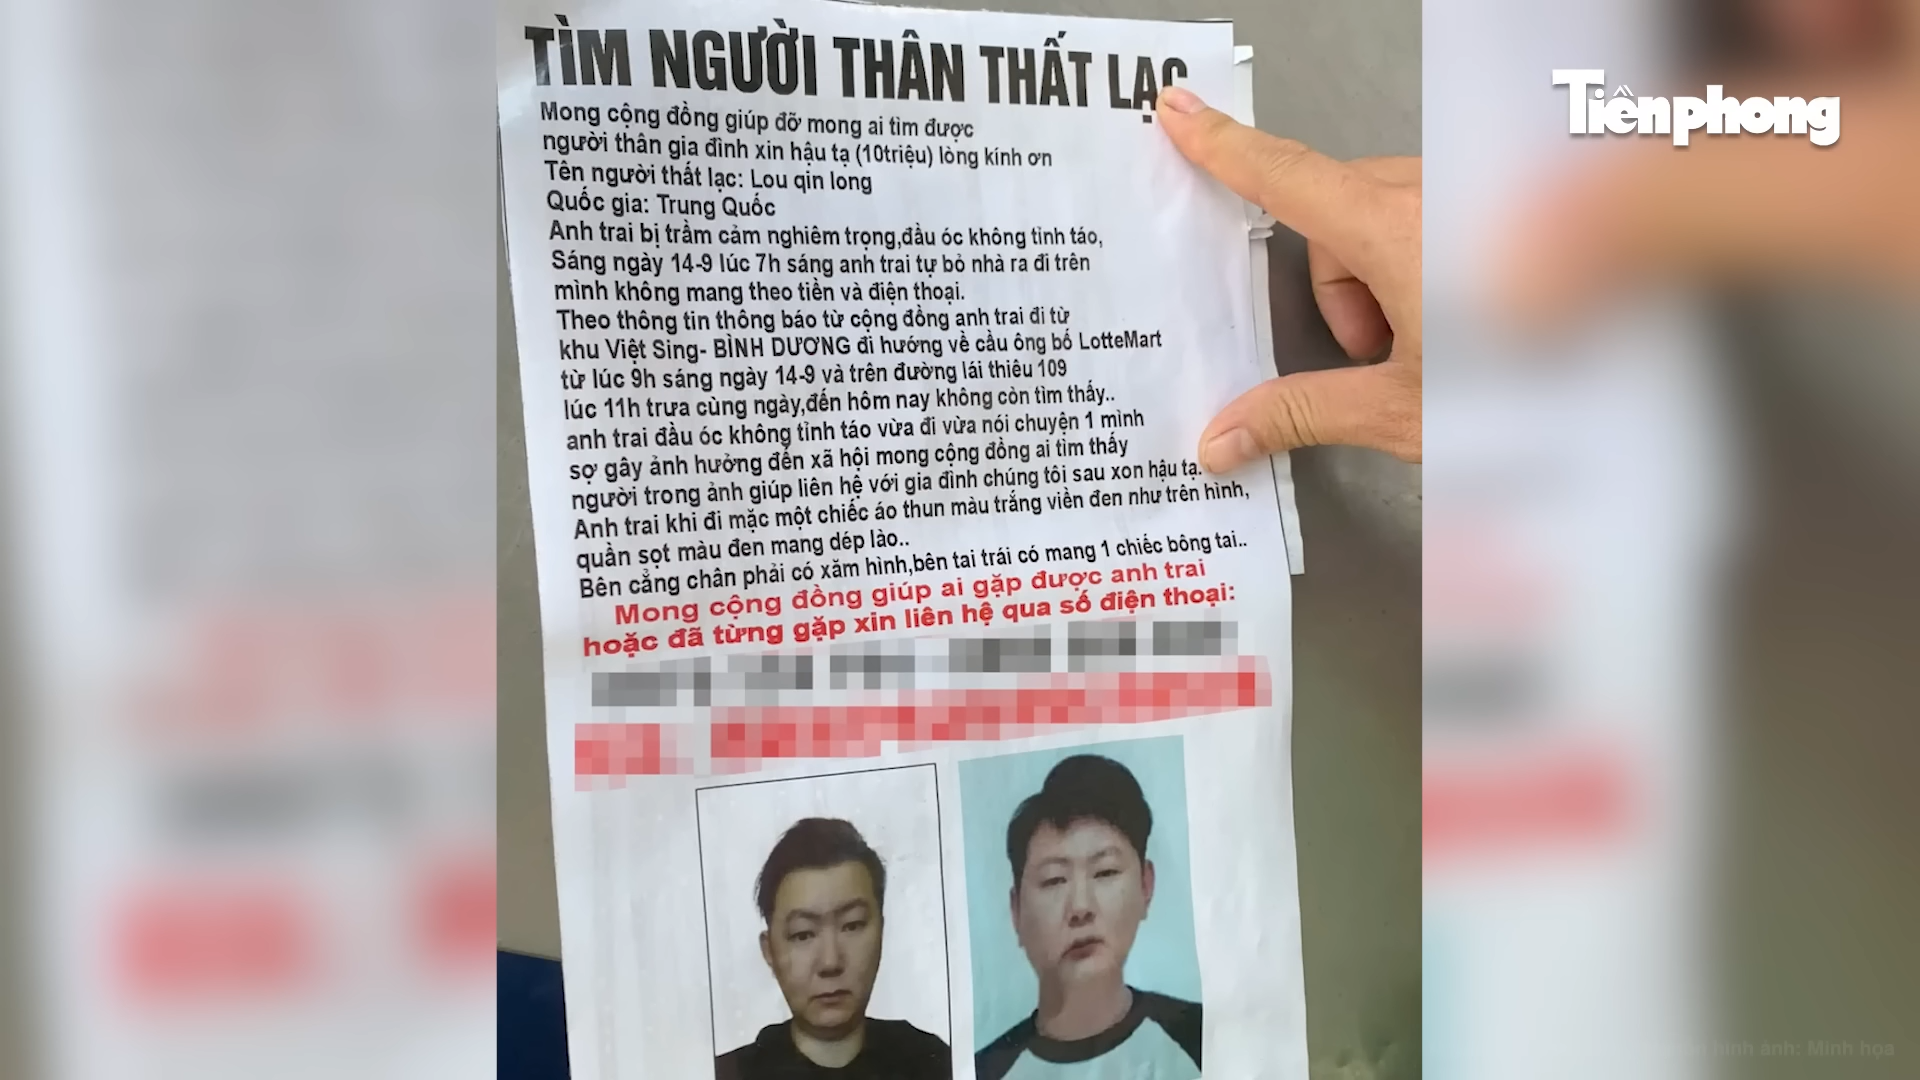 TÌM NGƯỜI THÂN THẤT LẠC
Tiềnphong
Mong cộng đồng giúp đỡ mong ai tìm được
người thân gia đình xin hậu tạ (10triệu) lòng kính ơn
Tên người thất lạc: Lou qin long
Quốc gia: Trung Quốc
Anh trai bị trầm cảm nghiêm trọng,đầu óc không tỉnh táo,
Sáng ngày 14-9 lúc 7h sáng anh trai tự bỏ nhà ra đi trên
mình không mang theo tiền và điện thoại.
Theo thông tin thông báo từ cộng đồng anh trai đi từ
khu Việt Sing- BÌNH DƯƠNG đi hướng về cầu ông bố LotteMart
từ lúc 9h sáng ngày 14-9 và trên đường lái thiêu 109
lúc 11h trưa cùng ngày,đến hôm nay không còn tìm thấy..
anh trai đầu óc không tỉnh táo vừa đi vừa nói chuyện 1 mình
sợ gây ảnh hưởng đến xã hội mong cộng đồng ai tìm thấy
người trong ảnh giúp liên hệ với gia đình chúng tôi sau xon hậu tạ.
Anh trai khi đi mặc một chiếc áo thun màu trắng viền đen như trên hình,
quần sọt màu đen mang dép lào..
Bên cẳng chân phải có xăm hình,bên tai trái có mang 1 chiếc bông tai..
Mong cộng đồng giúp ai gặp được anh trai
hoặc đã từng gặp xin liên hệ qua số điện thoại:
hình ảnh: Minh họa